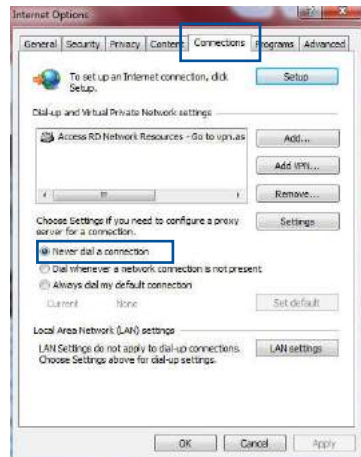 Internet Options
General Security Privacy Content Connections Programs Advanced
To set up an Internet connection, click
Setup.
Setup
Dial-up and Virtual Private Network settings
Access RD Network Resources - Go to vpn.as
Add...
Add VPN...
Remove...
Choose Settings if you need to configure a proxy
server for a connection.
Settings
Never dial a connection
Dial whenever a network connection is not present
Always dial my default connection
Current None
Set default
Local Area Network (LAN) settings
LAN Settings do not apply to dial-up connections.
Choose Settings above for dial-up settings.
LAN settings
OK Cancel Apply